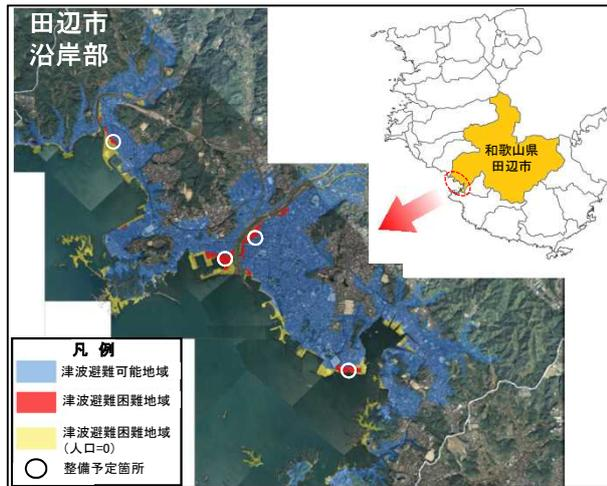 田辺市
沿岸部
和歌山県
田辺市
凡 例
津波避難可能地域
津波避難困難地域
津波避難困難地域
(人口=0)
整備予定箇所